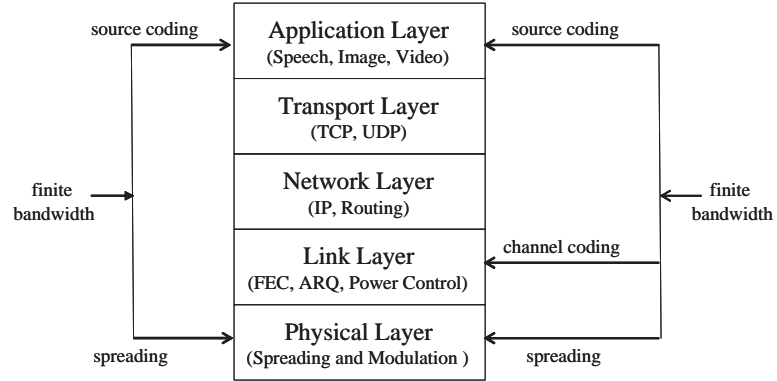 source coding
Application Layer
(Speech, Image, Video)
source coding
Transport Layer
(TCP, UDP)
finite
bandwidth
Network Layer
(IP, Routing)
finite
bandwidth
Link Layer
(FEC, ARQ, Power Control)
channel coding
spreading
Physical Layer
(Spreading and Modulation )
spreading